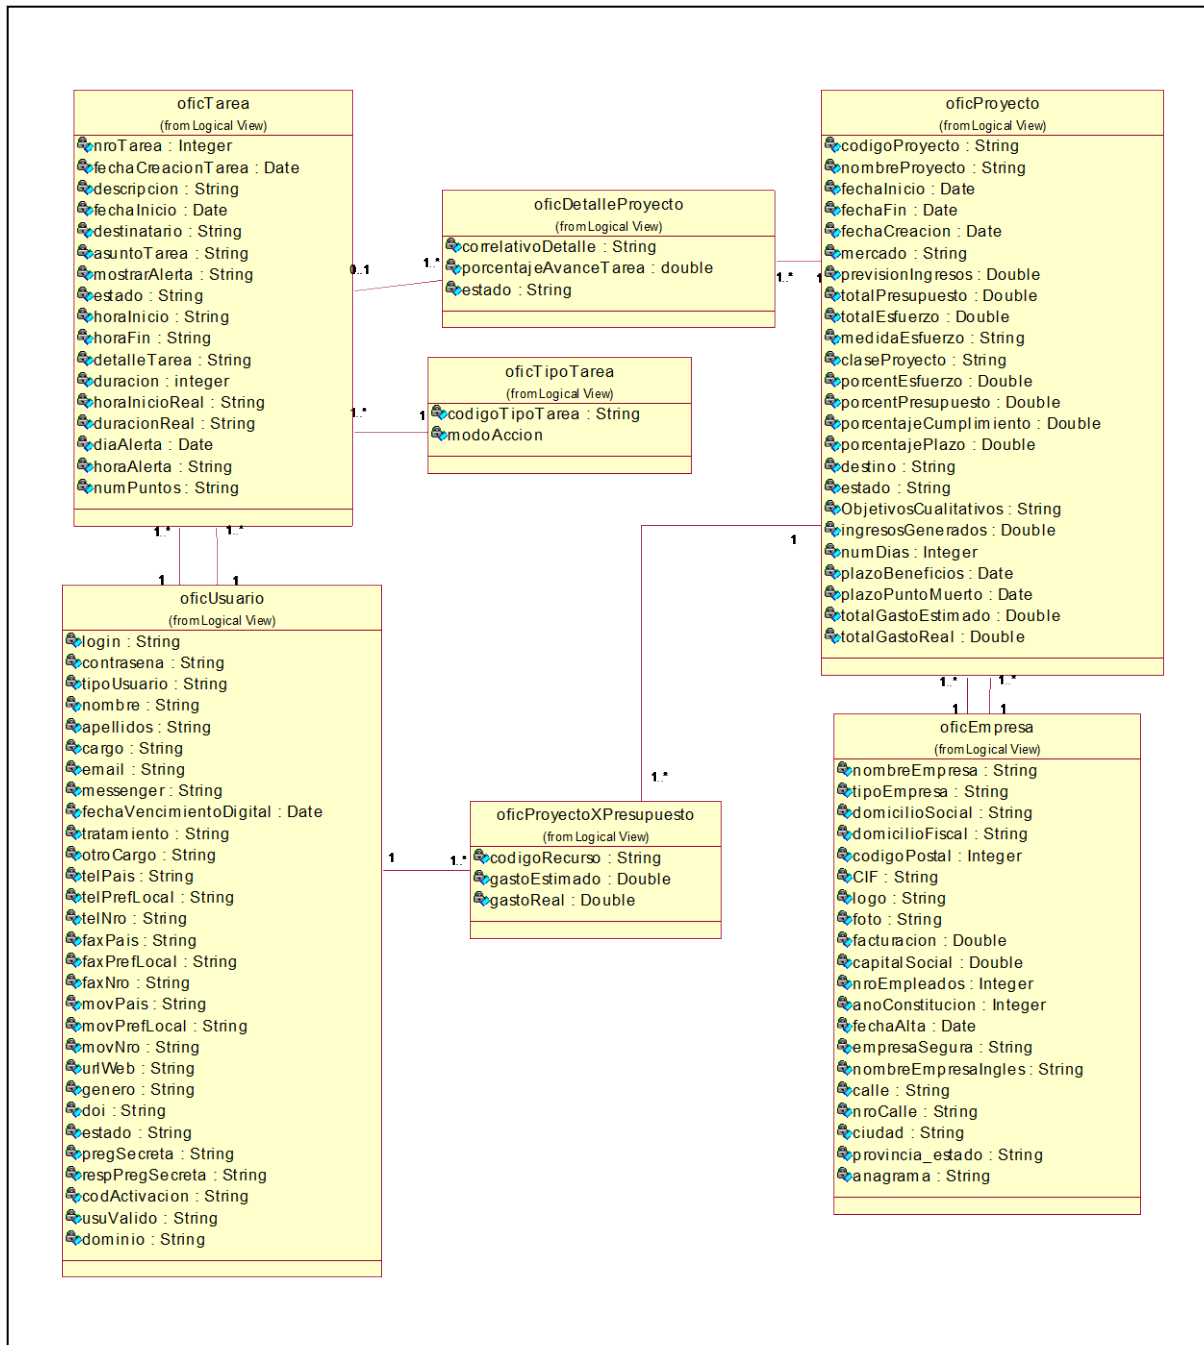 oficTarea
(from Logical View)
nroTarea : Integer
fechaCreacionTarea : Date
descripcion : String
fechaInicio : Date
destinatario : String
asuntoTarea : String
mostrarAlerta : String
estado : String
horaInicio : String
horaFin : String
detalleTarea : String
duracion : integer
horaInicioReal : String
duracionReal : String
diaAlerta : Date
horaAlerta : String
numPuntos : String
0..1
1..*
oficDetalleProyecto
(from Logical View)
correlativoDetalle : String
porcentajeAvanceTarea : double
estado : String
1..*
1
1..*
1
oficTipoTarea
(from Logical View)
codigoTipoTarea : String
modoAccion
oficProyecto
(from Logical View)
codigoProyecto : String
nombreProyecto : String
fechaInicio : Date
fechaFin : Date
fechaCreacion : Date
mercado : String
previsionIngresos : Double
totalPresupuesto : Double
totalEsfuerzo : Double
medidaEsfuerzo : String
claseProyecto : String
porcentEsfuerzo : Double
porcentPresupuesto : Double
porcentajeCumplimiento : Double
porcentajePlazo : Double
destino : String
estado : String
ObjetivosCualitativos : String
ingresosGenerados : Double
numDias : Integer
plazoBeneficios : Date
plazoPuntoMuerto : Date
totalGastoEstimado : Double
totalGastoReal : Double
1
1..*
1..*
1..*
1
1
oficUsuario
(from Logical View)
login : String
contrasena : String
tipoUsuario : String
nombre : String
apellidos : String
cargo : String
email : String
messenger : String
fechaVencimientoDigital : Date
tratamiento : String
otroCargo : String
telPais : String
telPrefLocal : String
telNro : String
faxPais : String
faxPrefLocal : String
faxNro : String
movPais : String
movPrefLocal : String
movNro : String
urlWeb : String
genero : String
doi : String
estado : String
pregSecreta : String
respPregSecreta : String
codActivacion : String
usuValido : String
dominio : String
1
1..*
oficProyectoXPresupuesto
(from Logical View)
codigoRecurso : String
gastoEstimado : Double
gastoReal : Double
1..*
1..*
1
1
oficEmpresa
(from Logical View)
nombreEmpresa : String
tipoEmpresa : String
domicilioSocial : String
domicilioFiscal : String
codigoPostal : Integer
CIF : String
logo : String
foto : String
facturacion : Double
capitalSocial : Double
nroEmpleados : Integer
anoConstitucion : Integer
fechaAlta : Date
empresaSegura : String
nombreEmpresaIngles : String
calle : String
nroCalle : String
ciudad : String
provincia_estado : String
anagrama : String